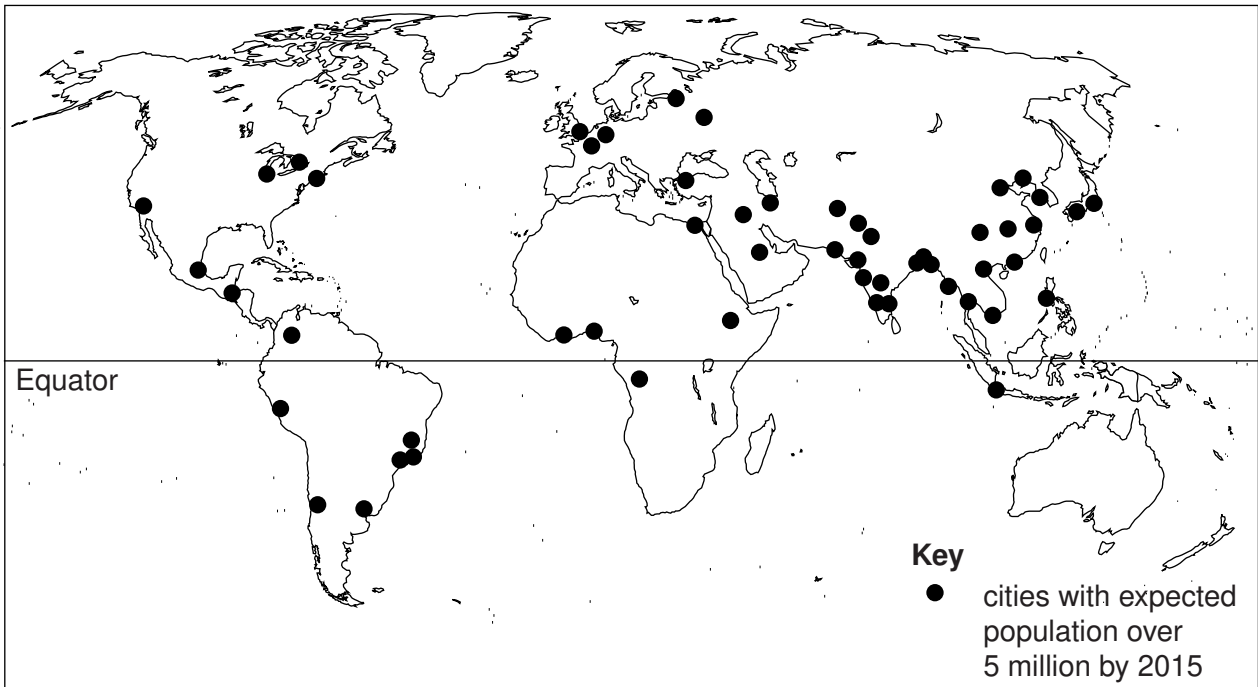 Equator
Key
cities with expected
population over
5 million by 2015